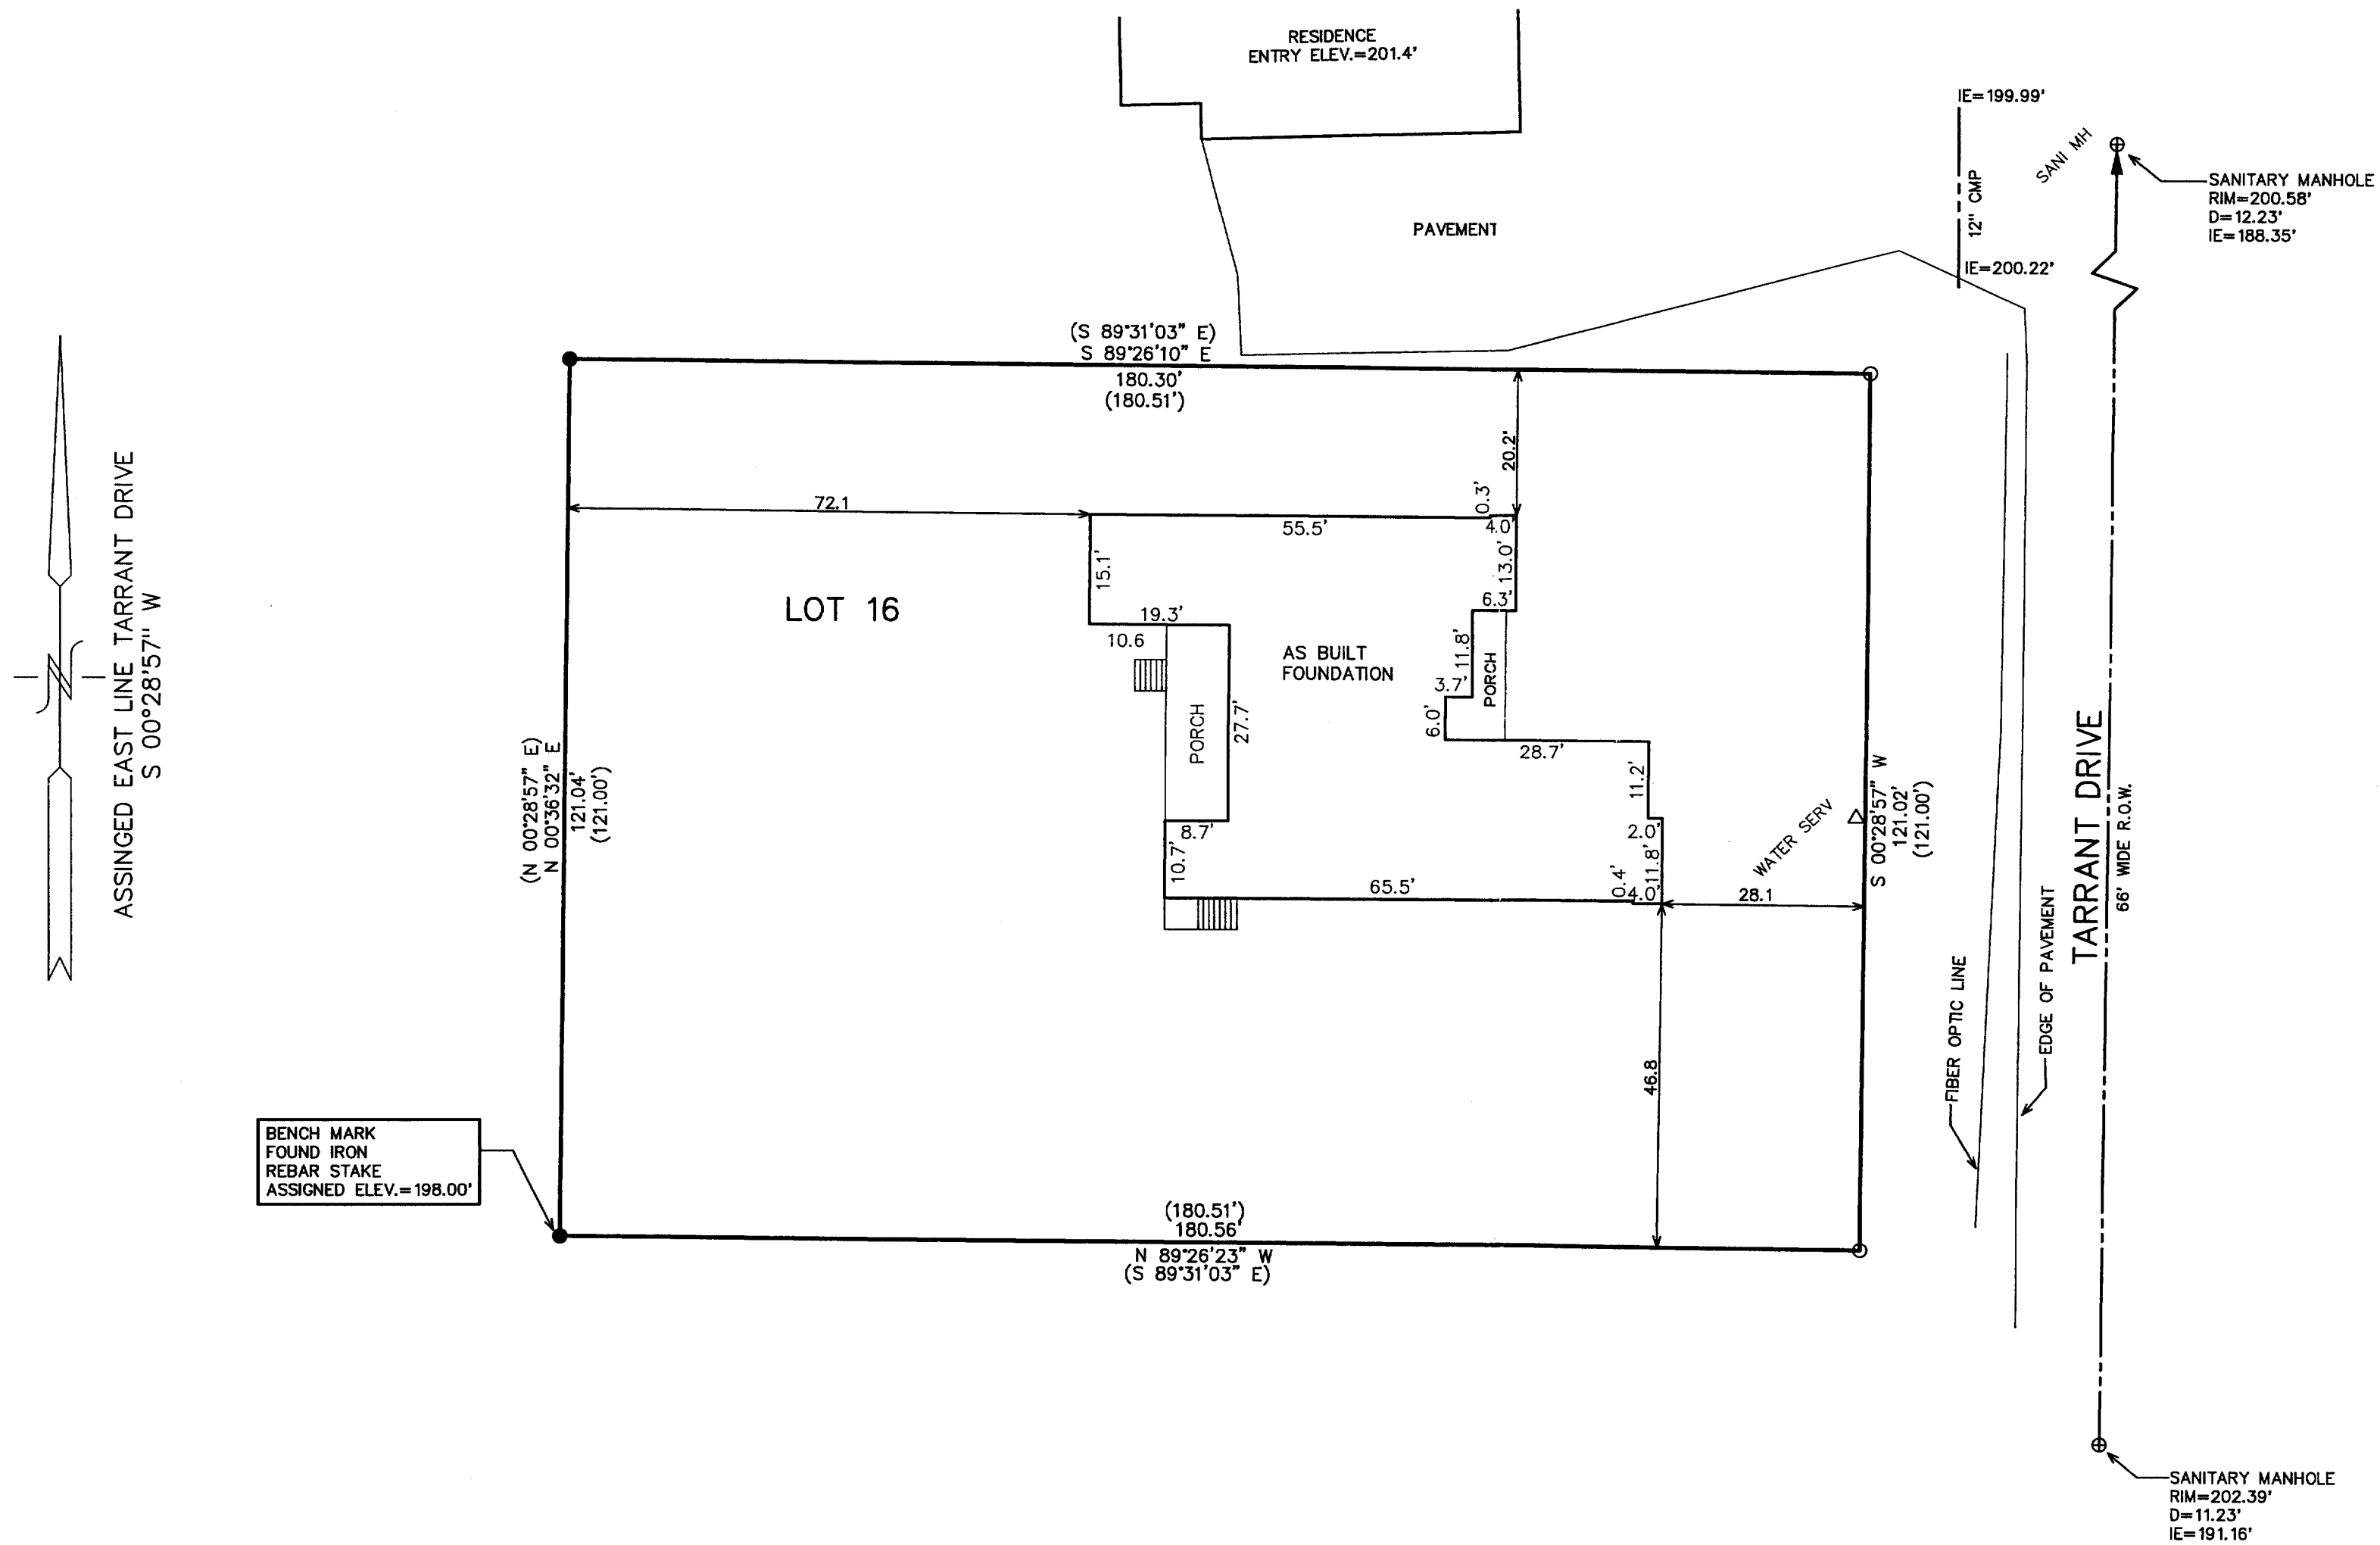 RESIDENCE
ENTRY ELEV.=201.4'
IE=199.99'
12" CMP
IE=200.22'
SANI MH
SANITARY MANHOLE
RIM=200.58'
D=12.23'
IE=188.35'
PAVEMENT
(S 89°31'03" E)
S 89°26'10" E
180.30'
(180.51')
20.2'
72.1
55.5'
0.3'
4.0'
13.0'
15.1'
6.3'
LOT 16
19.3'
10.6
AS BUILT
FOUNDATION
11.8'
PORCH
3.7'
6.0'
PORCH
27.7'
28.7'
11.2'
8.7'
2.0'
10.7'
11.8'
65.5'
0.4'
4.0'
WATER SERV
28.1
46.8
ASSINGED EAST LINE TARRANT DRIVE
S 00°28'57" W
(N 00°28'57" E)
N 00°36'32" E
121.04'
(121.00')
S 00°28'57" W
121.02'
(121.00')
TARRANT DRIVE
66' WIDE R.O.W.
FIBER OPTIC LINE
EDGE OF PAVEMENT
BENCH MARK
FOUND IRON
REBAR STAKE
ASSIGNED ELEV.=198.00'
(180.51')
180.56'
N 89°26'23" W
(S 89°31'03" E)
SANITARY MANHOLE
RIM=202.39'
D=11.23'
IE=191.16'